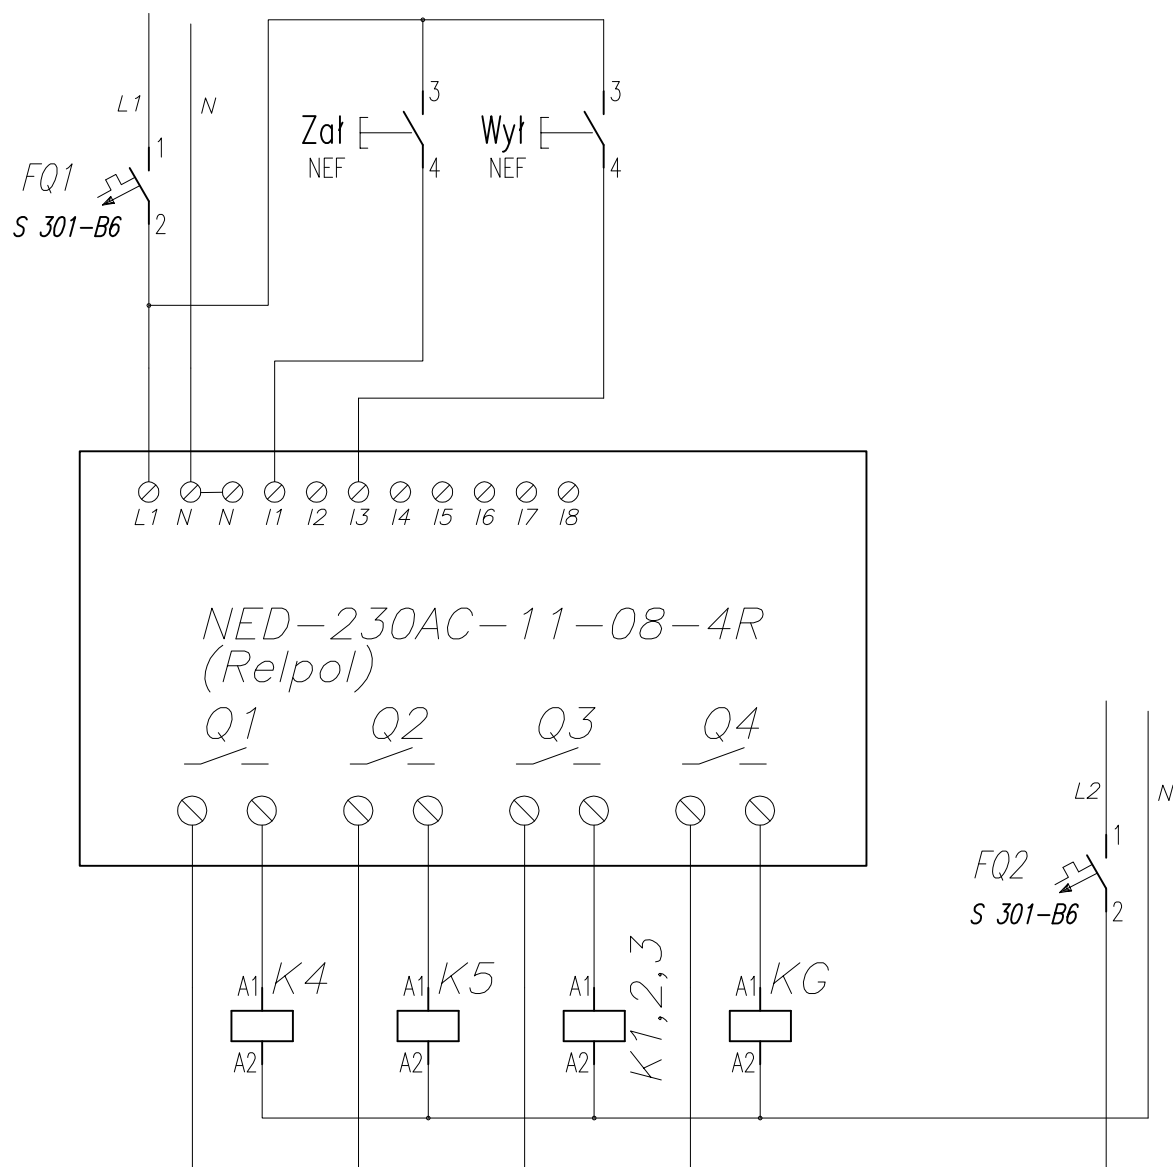 L1 N
3 3
Zał Wył
NEF NEF
4 4
1
FQ1
S 301-B6
2
L1 N N I1 I2 I3 I4 I5 I6 I7 I8
NED-230AC-11-08-4R
(Relpol)
Q1 Q2 Q3 Q4
L2 N
1
FQ2
S 301-B6
2
A1 K4 A1 K5 A1 K1,2,3 A1 KG
A2 A2 A2 A2